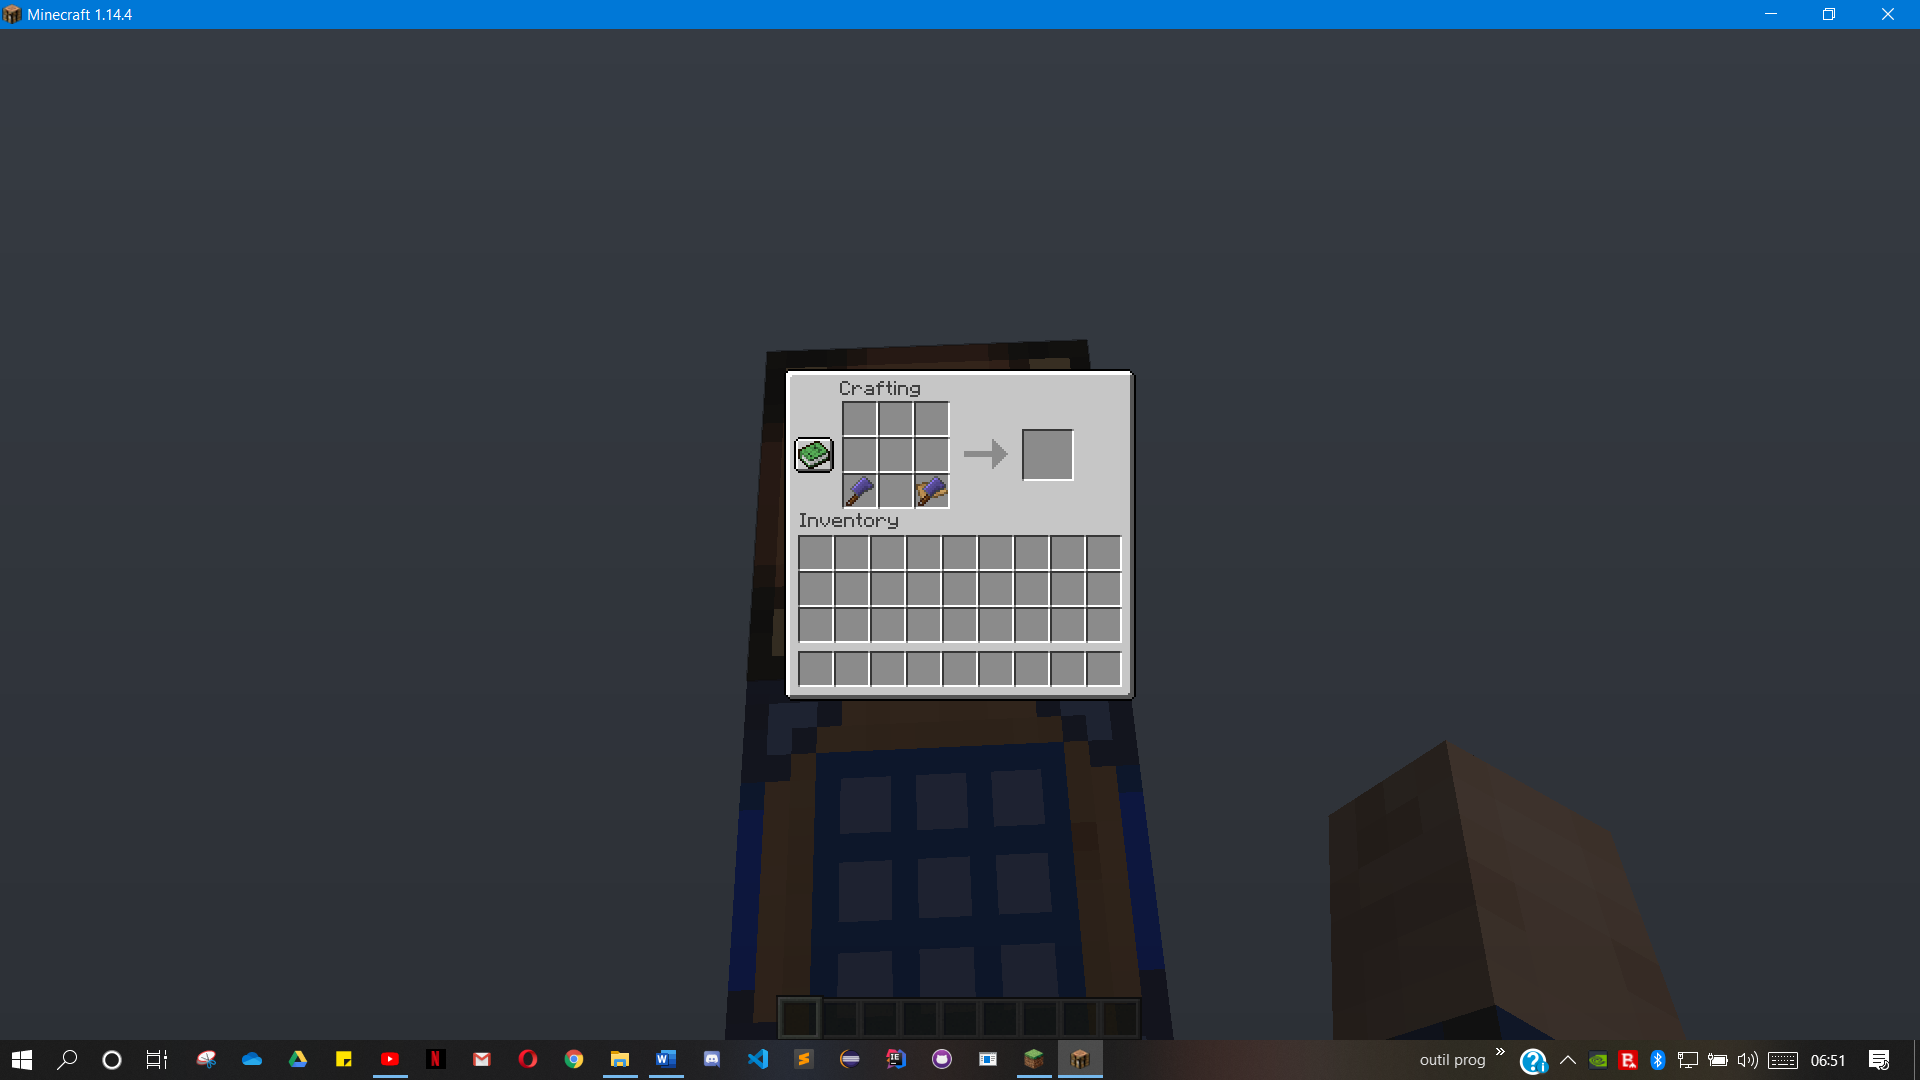 Minecraft 1.14.4
Crafting
Inventory
outil prog
06:51